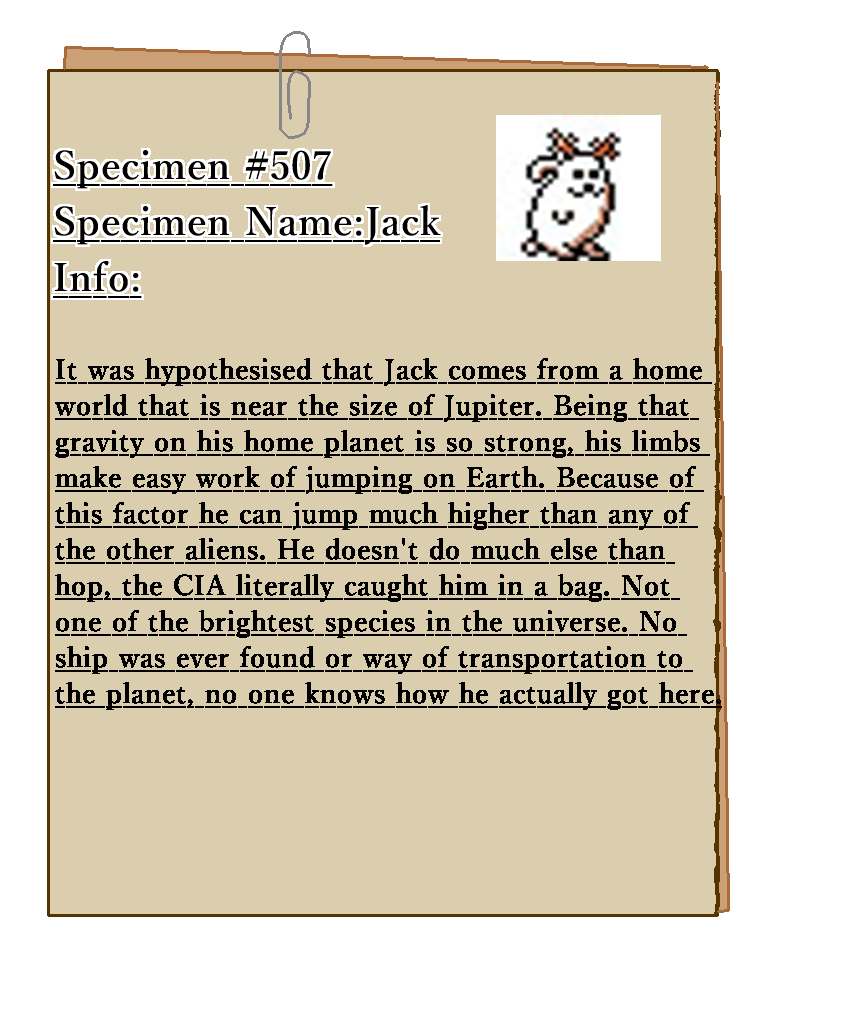 Specimen #507
Specimen Name:Jack
Info:
It was hypothesised that Jack comes from a home
world that is near the size of Jupiter. Being that
gravity on his home planet is so strong, his limbs
make easy work of jumping on Earth. Because of
this factor he can jump much higher than any of
the other aliens. He doesn't do much else than
hop, the CIA literally caught him in a bag. Not
one of the brightest species in the universe. No
ship was ever found or way of transportation to
the planet, no one knows how he actually got here.